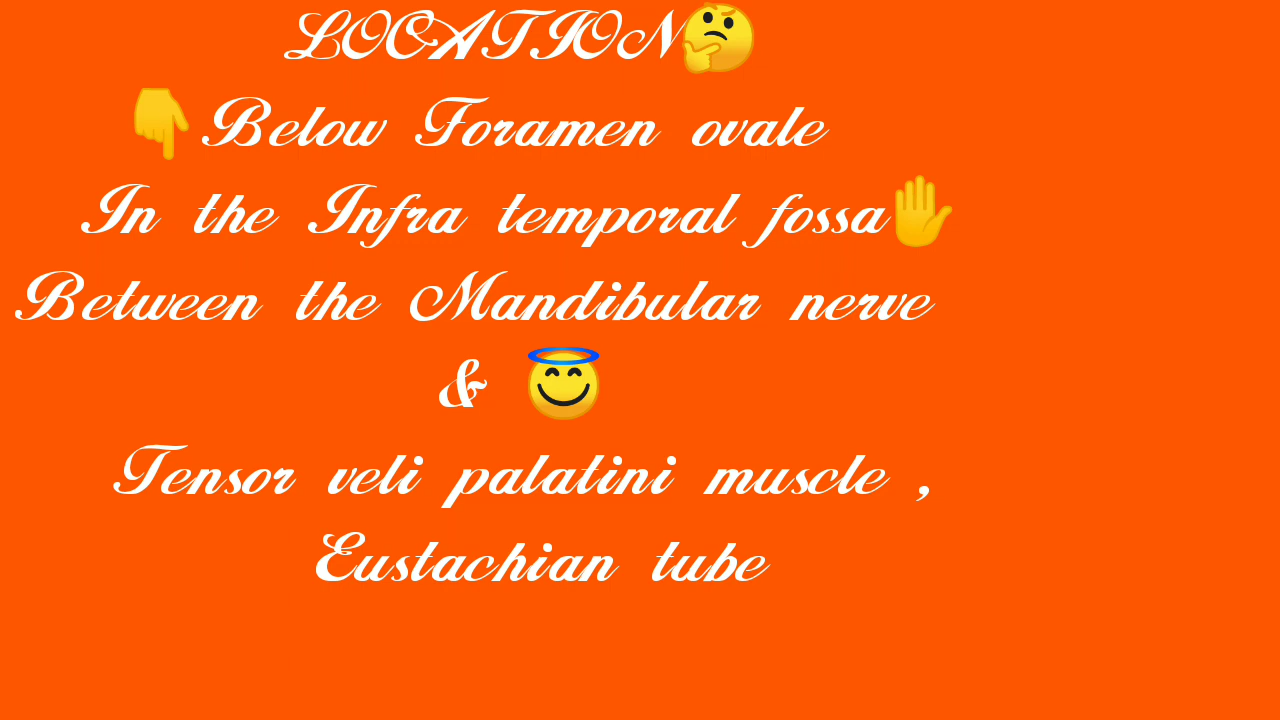 LOCATION🤔
👇Below Foramen ovale
In the Infra temporal fossa✋
Between the Mandibular nerve
& 😇
Tensor veli palatini muscle ,
Eustachian tube